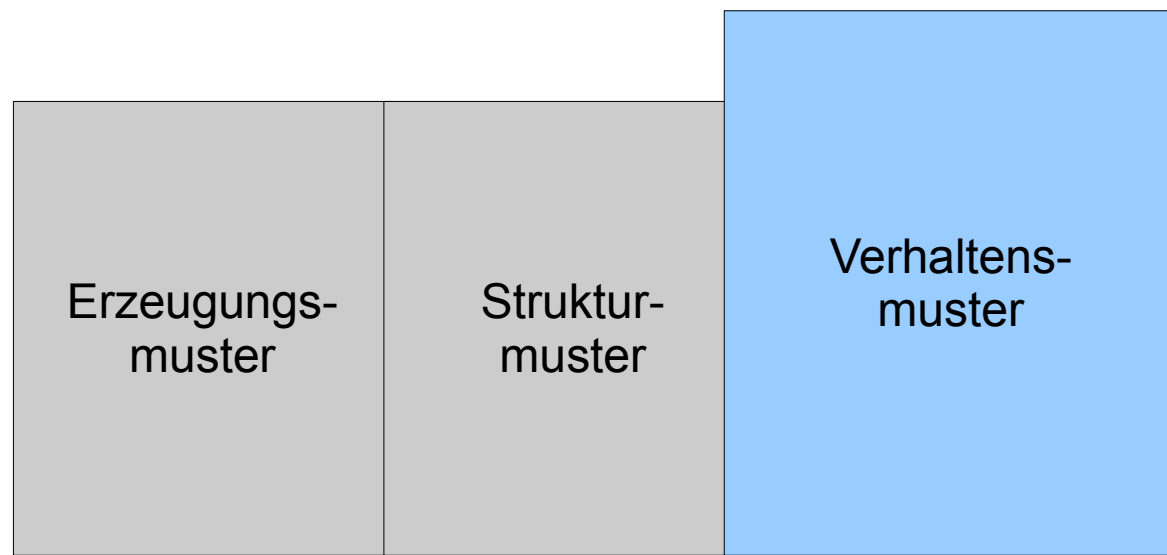 Erzeugungs-
muster
Struktur-
muster
Verhaltens-
muster